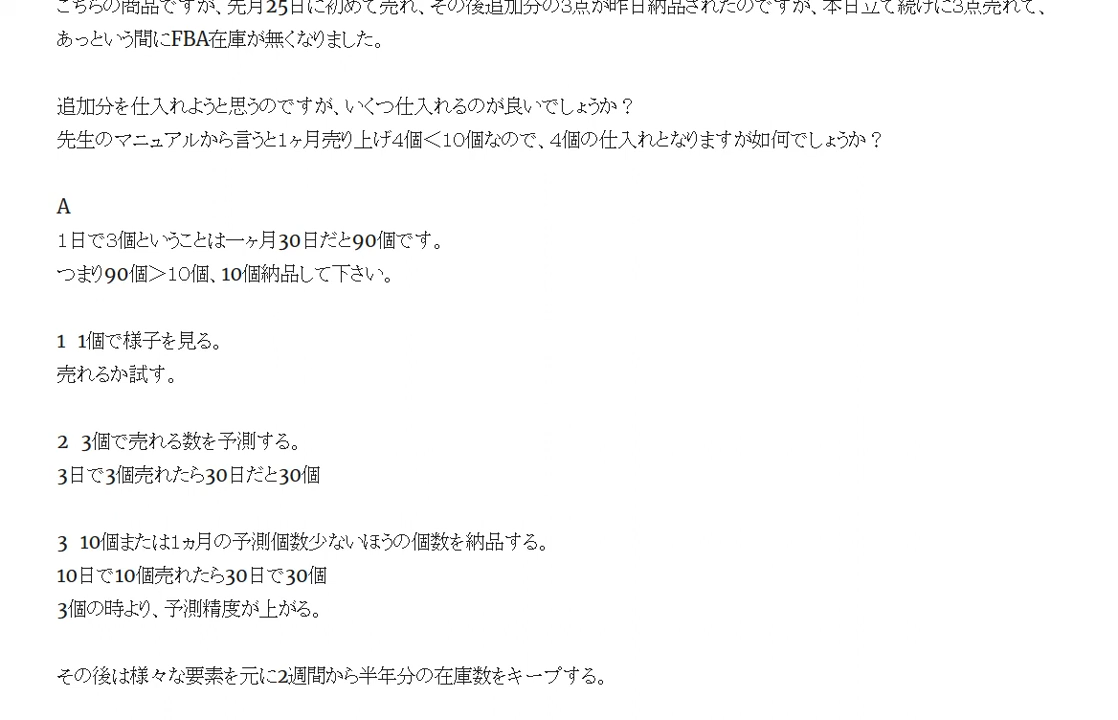 こちらの商品ですが、先月25日に初めて売れ、その後追加分の3点が昨日納品されたのですが、本日立て続けに3点売れて、
あっという間にFBA在庫が無くなりました。
追加分を仕入れようと思うのですが、いくつ仕入れるのが良いでしょうか?
先生のマニュアルから言うと1ヶ月売り上げ4個<10個なので、4個の仕入れとなりますが如何でしょうか?
A
1日で3個ということは一ヶ月30日だと90個です。
つまり90個>10個、10個納品して下さい。
1 1個で様子を見る。
売れるか試す。
2 3個で売れる数を予測する。
3日で3個売れたら30日だと30個
3 10個または1ヵ月の予測個数少ないほうの個数を納品する。
10日で10個売れたら30日で30個
3個の時より、予測精度が上がる。
その後は様々な要素を元に2週間から半年分の在庫数をキープする。